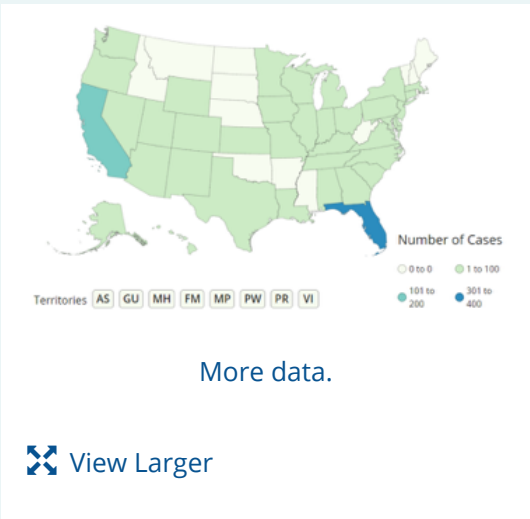 Number of Cases
0 to 0
1 to 100
101 to
200
301 to
400
Territories AS GU MH FM MP PW PR VI
More data.
View Larger